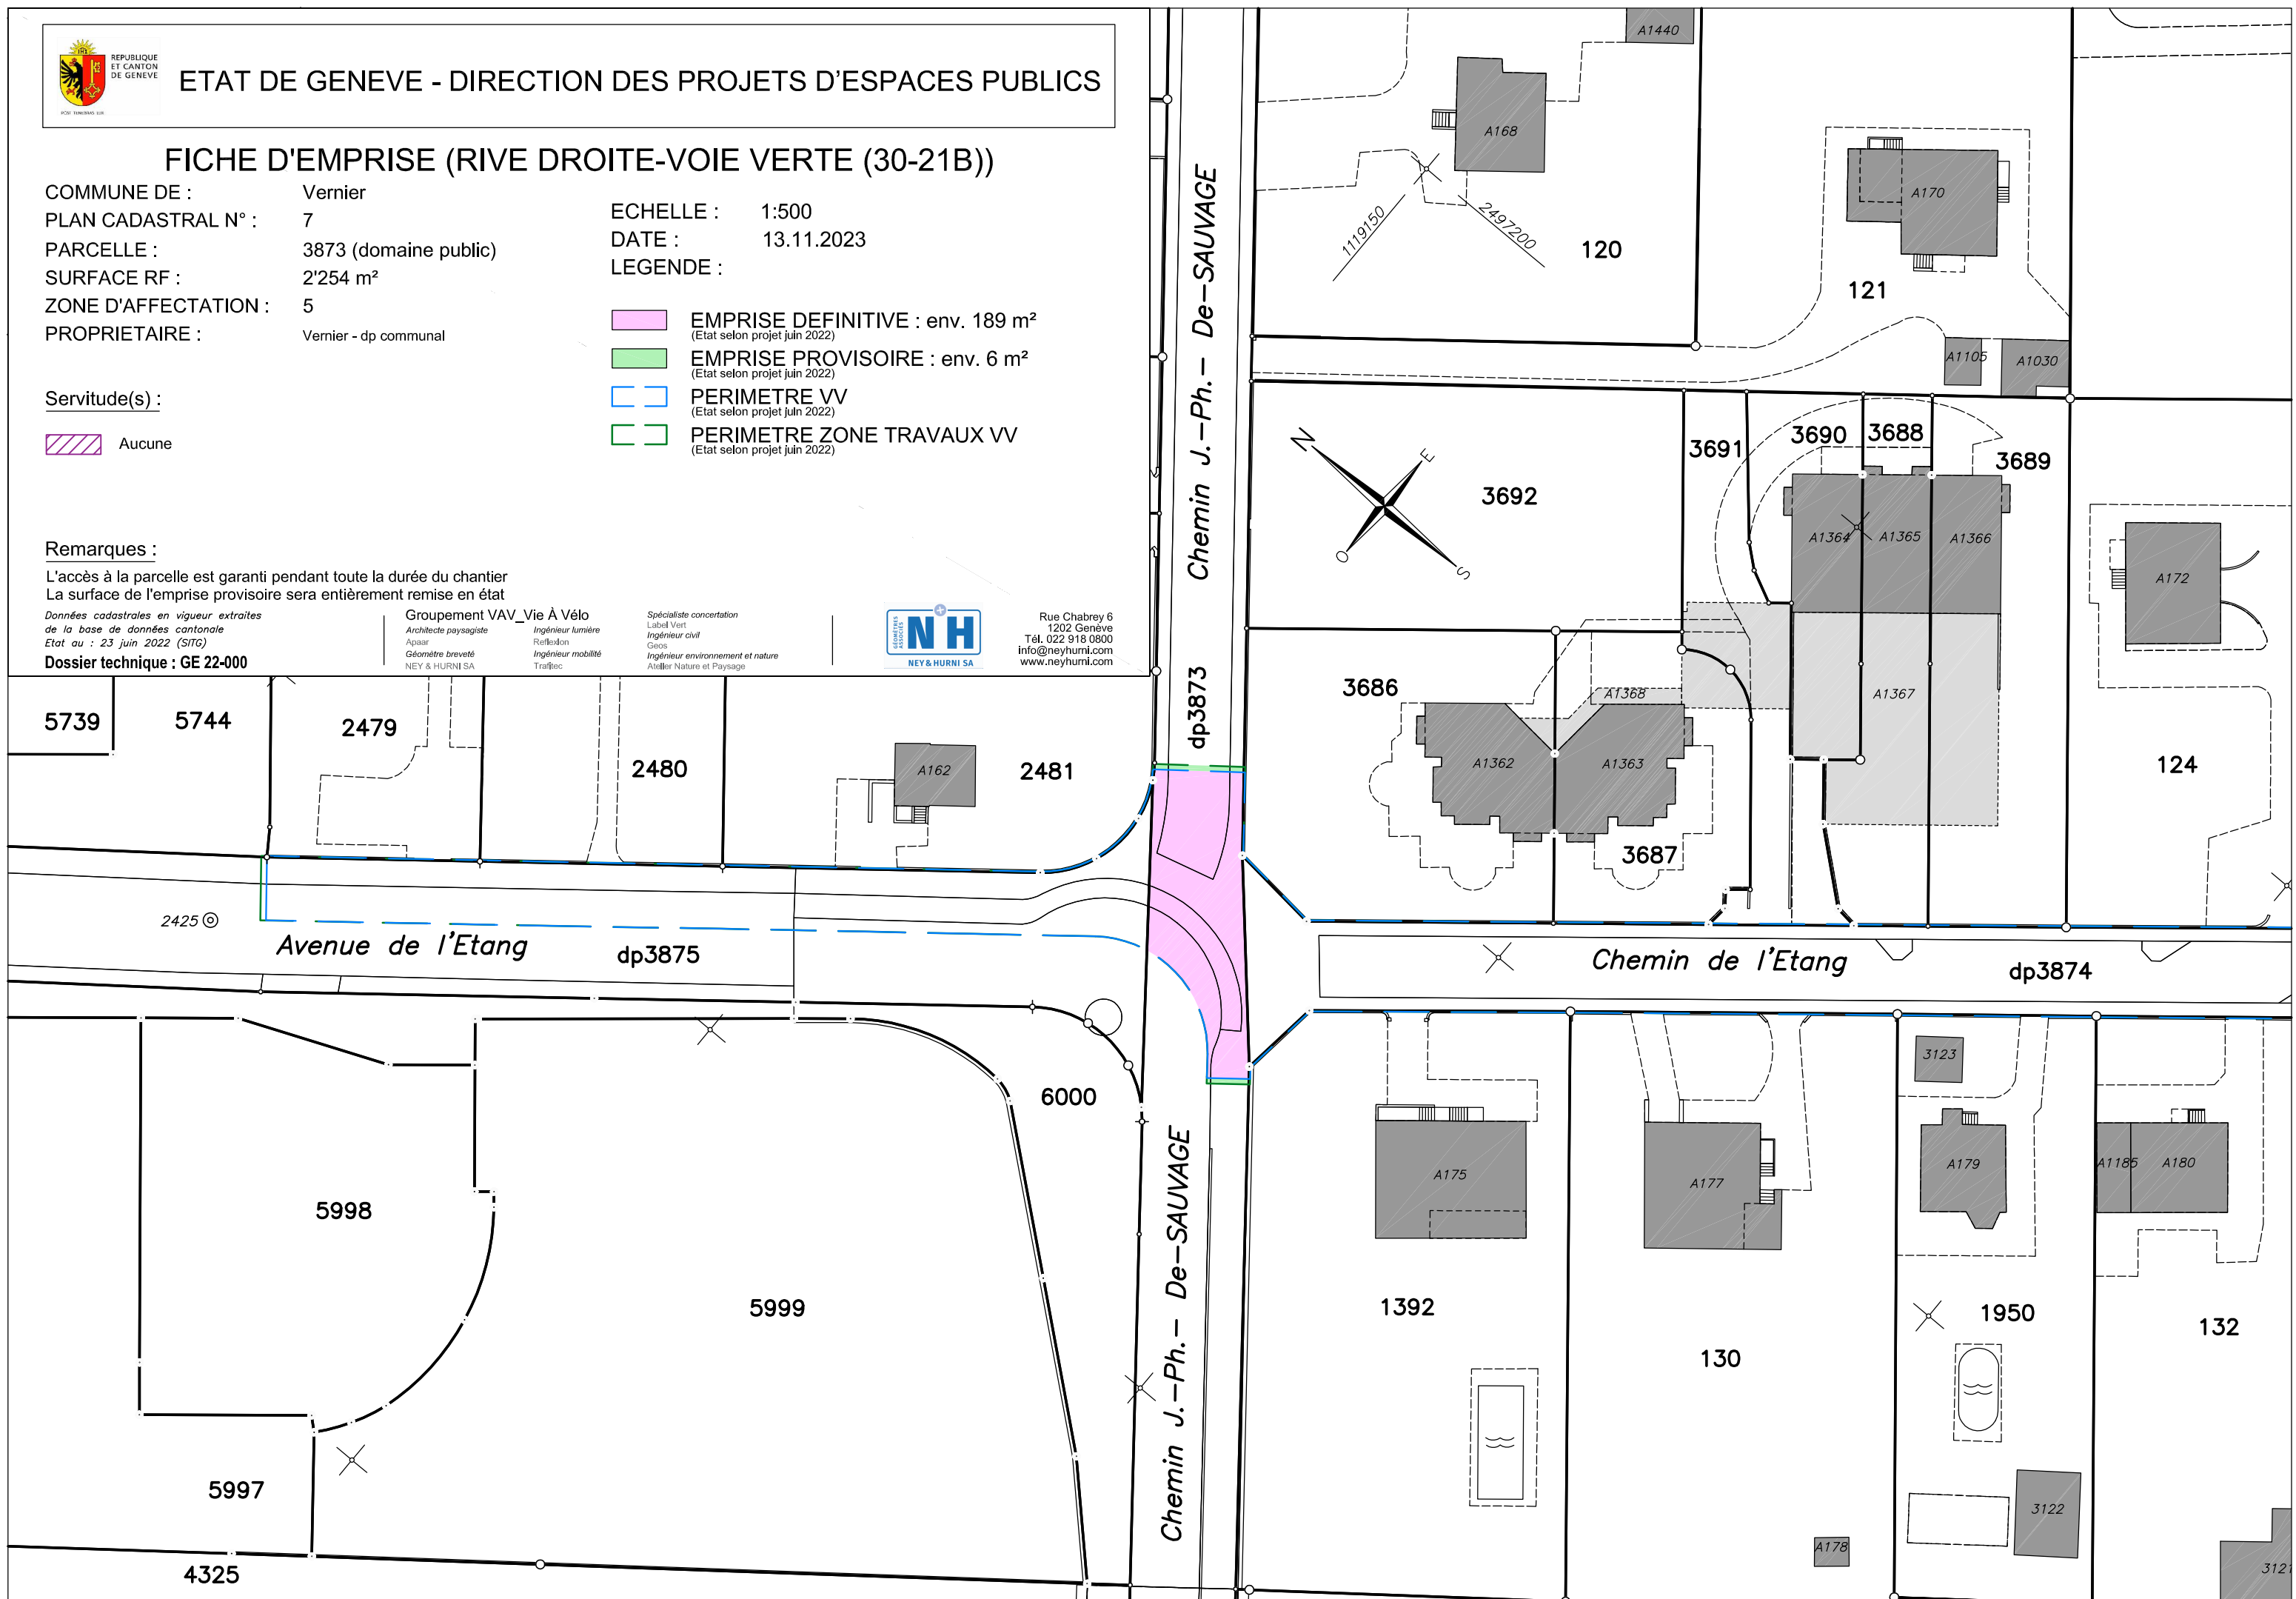 REPUBLIQUE
ET CANTON
DE GENEVE
POST TENEBRAS LUX
ETAT DE GENEVE - DIRECTION DES PROJETS D'ESPACES PUBLICS
FICHE D'EMPRISE (RIVE DROITE-VOIE VERTE (30-21B))
COMMUNE DE : Vernier
PLAN CADASTRAL N° : 7
PARCELLE : 3873 (domaine public)
SURFACE RF : 2'254 m²
ZONE D'AFFECTATION : 5
PROPRIETAIRE : Vernier - dp communal
Servitude(s) :
Aucune
ECHELLE : 1:500
DATE : 13.11.2023
LEGENDE :
EMPRISE DEFINITIVE : env. 189 m²
(Etat selon projet juin 2022)
EMPRISE PROVISOIRE : env. 6 m²
(Etat selon projet juin 2022)
PERIMETRE VV
(Etat selon projet juin 2022)
PERIMETRE ZONE TRAVAUX VV
(Etat selon projet juin 2022)
Remarques :
L'accès à la parcelle est garanti pendant toute la durée du chantier
La surface de l'emprise provisoire sera entièrement remise en état
Données cadastrales en vigueur extraites
de la base de données cantonale
Etat au : 23 juin 2022 (SITG)
Dossier technique : GE 22-000
Groupement VAV_Vie À Vélo
Architecte paysagiste
Apaar
Géomètre breveté
NEY & HURNI SA
Ingénieur lumière
Reflexion
Ingénieur mobilité
Trafitec
Spécialiste concertation
Label Vert
Ingénieur civil
Geos
Ingénieur environnement et nature
Atelier Nature et Paysage
GÉOMÈTRES
ASSOCIÉS
N H
NEY & HURNI SA
Rue Chabrey 6
1202 Genève
Tél. 022 918 0800
info@neyhurni.com
www.neyhurni.com
A1440
A168
A170
1119150
2497200
120
121
A1105
A1030
Chemin J.-Ph.- De-SAUVAGE
N
E
O
S
3692
3691
3690
3688
3689
A1364
A1365
A1366
A172
dp3873
3686
A1368
A1367
A1362
A1363
3687
124
5739
5744
2479
2480
A162
2481
2425
Avenue de l'Etang
dp3875
Chemin de l'Etang
dp3874
6000
3123
A175
A177
A179
A1185
A180
5998
5999
Chemin J.-Ph.- De-SAUVAGE
1392
130
1950
132
5997
3122
A178
3121
4325